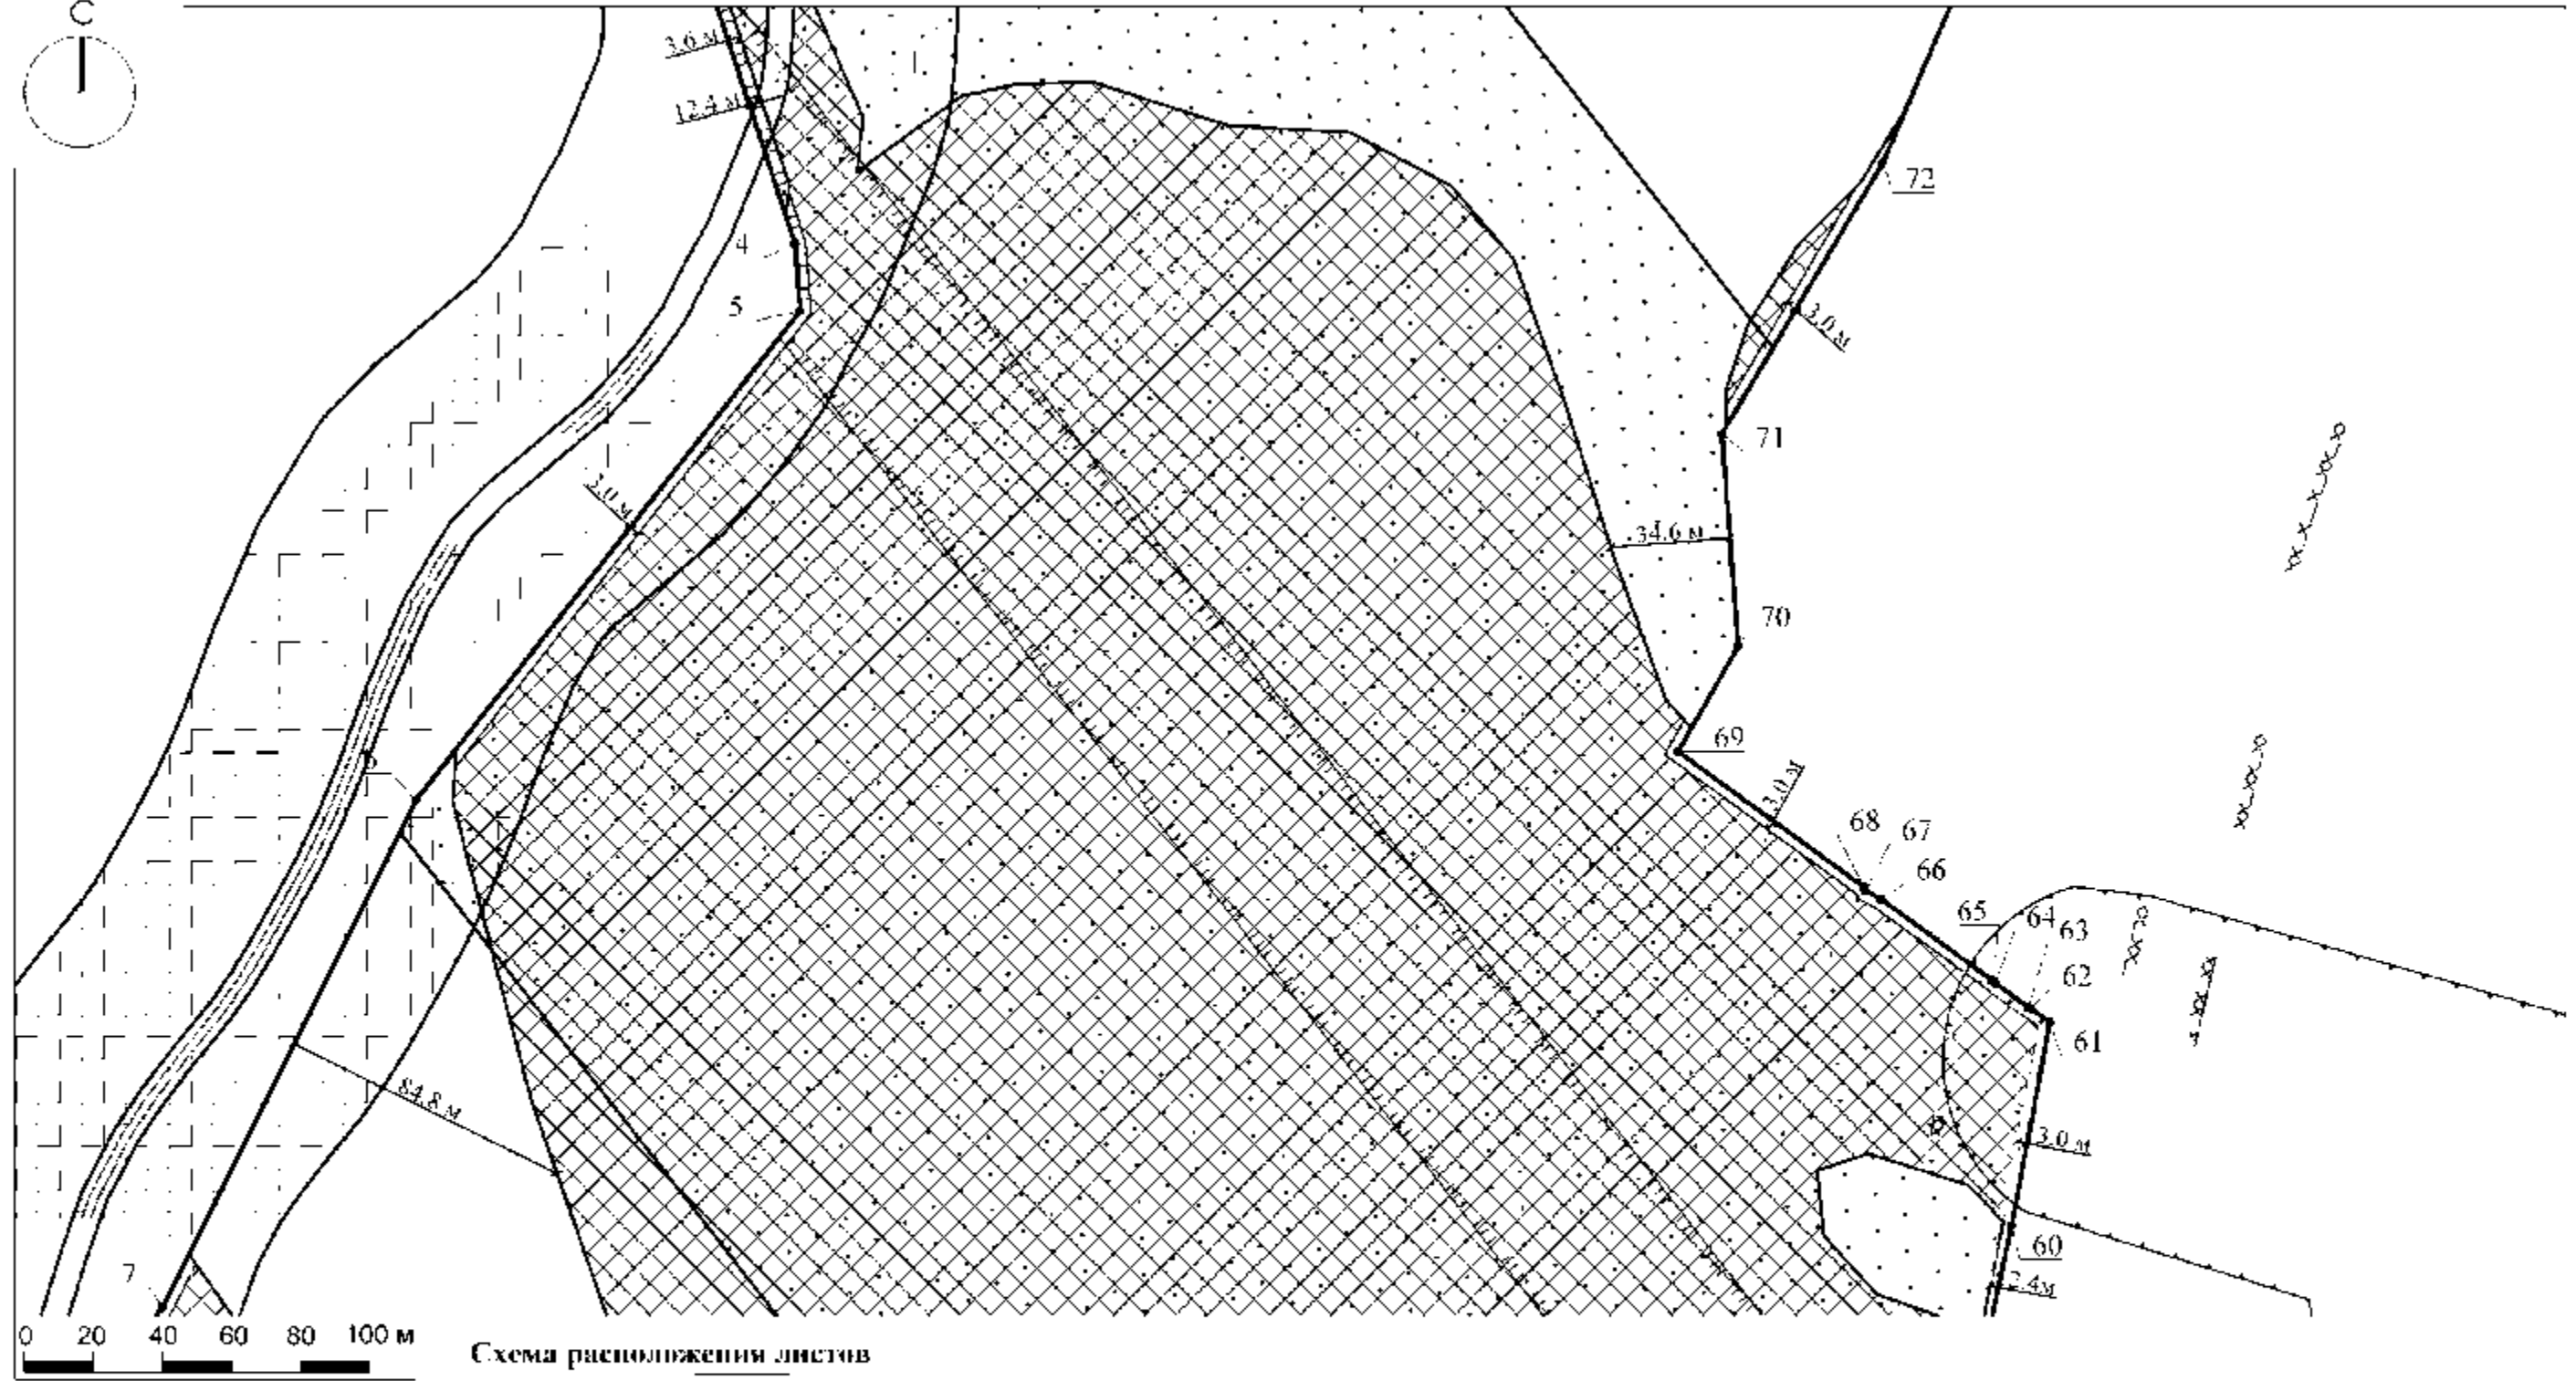 С
3.6 м
12.4 м
72
4
5
3.0 м
71
3.0 м
34.6 м
70
69
6
3.0 м
68
67
66
65
64
63
62
61
84.8 м
3.0 м
60
7
2.4м
0 20 40 60 80 100 м
Схема расположения листов